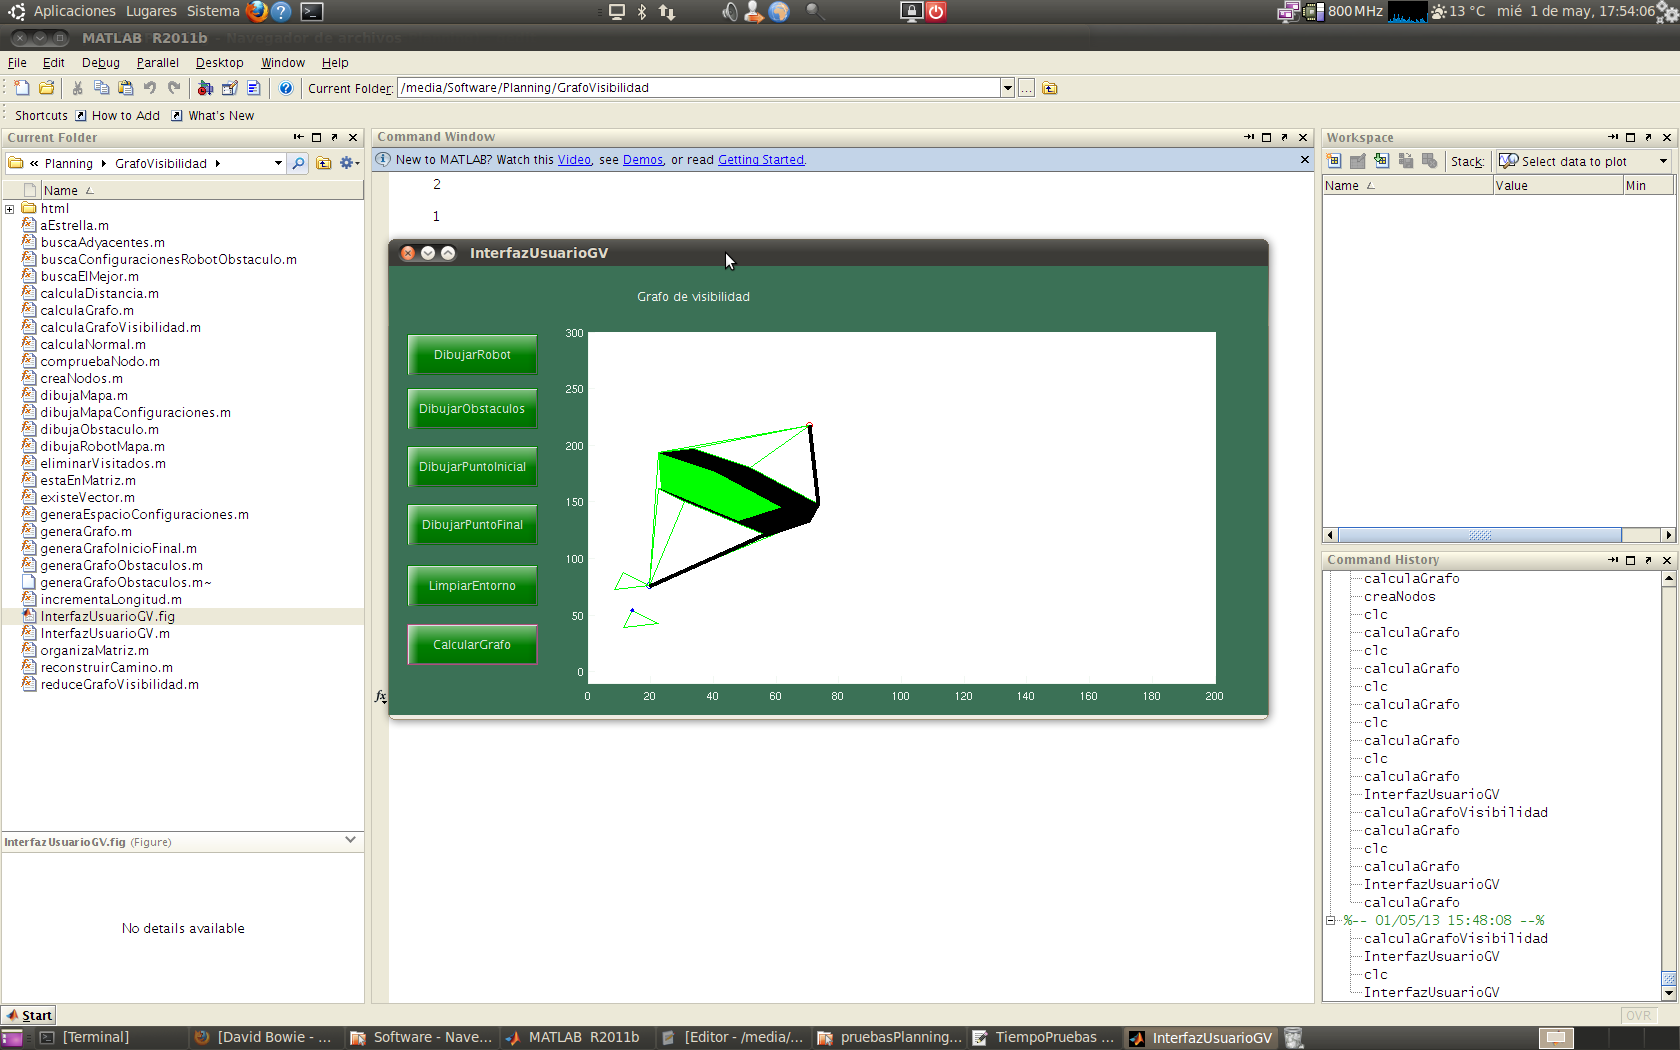 Aplicaciones Lugares Sistema
800 MHz 13 °C mié 1 de may, 17:54:06
MATLAB R2011b - Navegador de archivos
File Edit Debug Parallel Desktop Window Help
Current Folder: /media/Software/Planning/GrafoVisibilidad
Shortcuts How to Add What's New
Current Folder
« Planning GrafoVisibilidad
Name
html
aEstrella.m
buscaAdyacentes.m
buscaConfiguracionesRobotObstaculo.m
buscaElMejor.m
calculaDistancia.m
calculaGrafo.m
calculaGrafoVisibilidad.m
calculaNormal.m
compruebaNodo.m
creaNodos.m
dibujaMapa.m
dibujaMapaConfiguraciones.m
dibujaObstaculo.m
dibujaRobotMapa.m
eliminarVisitados.m
estaEnMatriz.m
existeVector.m
generaEspacioConfiguraciones.m
generaGrafo.m
generaGrafoInicioFinal.m
generaGrafoObstaculos.m
generaGrafoObstaculos.m~
incrementaLongitud.m
InterfazUsuarioGV.fig
InterfazUsuarioGV.m
organizaMatriz.m
reconstruirCamino.m
reduceGrafoVisibilidad.m
InterfazUsuarioGV.fig (Figure)
No details available
Command Window
New to MATLAB? Watch this Video, see Demos, or read Getting Started.
2
1
fx
InterfazUsuarioGV
Grafo de visibilidad
DibujarRobot
DibujarObstaculos
DibujarPuntoInicial
DibujarPuntoFinal
LimpiarEntorno
CalcularGrafo
300
250
200
150
100
50
0
0 20 40 60 80 100 120 140 160 180 200
Workspace
Stack: Select data to plot
Name Value Min
Command History
calculaGrafo
creaNodos
clc
calculaGrafo
clc
calculaGrafo
clc
calculaGrafo
clc
calculaGrafo
clc
calculaGrafo
InterfazUsuarioGV
calculaGrafoVisibilidad
calculaGrafo
clc
calculaGrafo
InterfazUsuarioGV
calculaGrafo
%-- 01/05/13 15:48:08 --%
calculaGrafoVisibilidad
InterfazUsuarioGV
clc
InterfazUsuarioGV
Start
OVR
[Terminal] [David Bowie - ... Software - Nave... MATLAB R2011b [Editor - /media/... pruebasPlanning... TiempoPruebas ... InterfazUsuarioGV